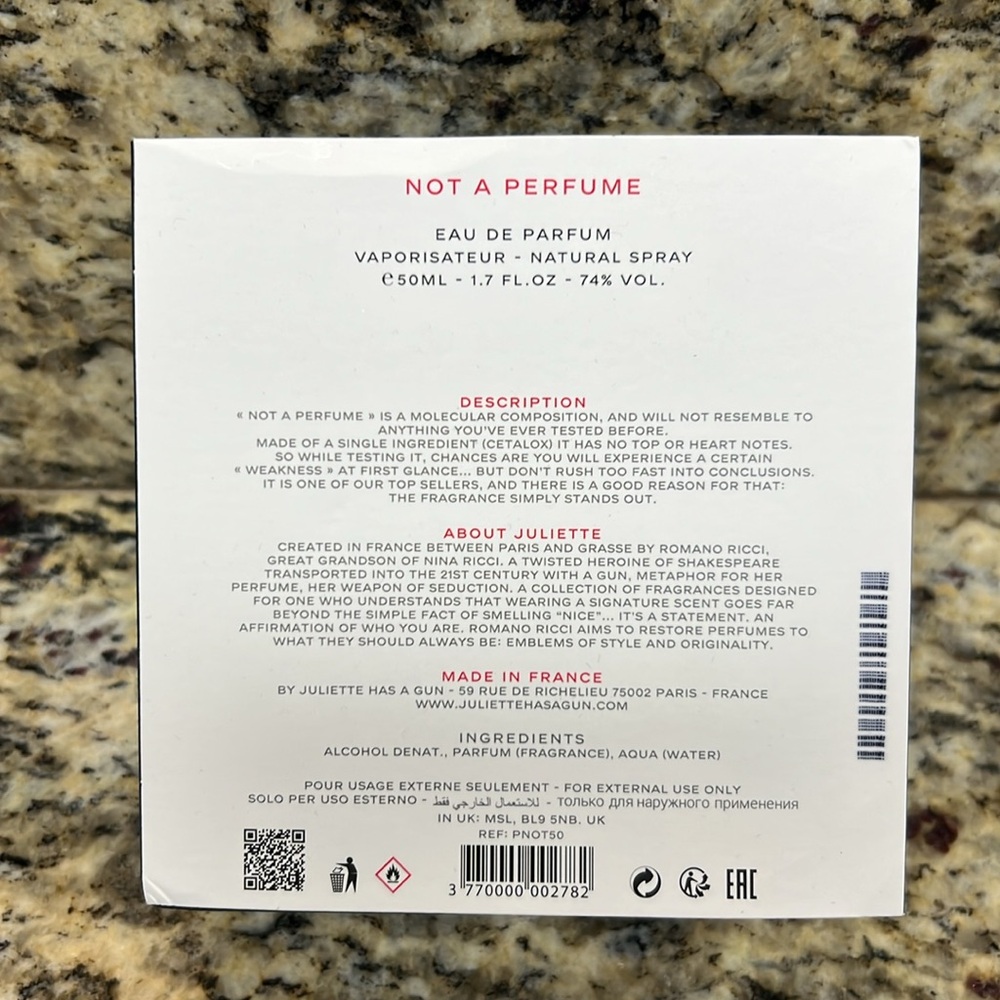 NOT A PERFUME
EAU DE PARFUM
VAPORISATEUR - NATURAL SPRAY
℮50ML - 1.7 FL.OZ - 74% VOL.
DESCRIPTION
« NOT A PERFUME » IS A MOLECULAR COMPOSITION, AND WILL NOT RESEMBLE TO
ANYTHING YOU'VE EVER TESTED BEFORE.
MADE OF A SINGLE INGREDIENT (CETALOX) IT HAS NO TOP OR HEART NOTES.
SO WHILE TESTING IT, CHANCES ARE YOU WILL EXPERIENCE A CERTAIN
« WEAKNESS » AT FIRST GLANCE... BUT DON'T RUSH TOO FAST INTO CONCLUSIONS.
IT IS ONE OF OUR TOP SELLERS, AND THERE IS A GOOD REASON FOR THAT:
THE FRAGRANCE SIMPLY STANDS OUT.
ABOUT JULIETTE
CREATED IN FRANCE BETWEEN PARIS AND GRASSE BY ROMANO RICCI,
GREAT GRANDSON OF NINA RICCI. A TWISTED HEROINE OF SHAKESPEARE
TRANSPORTED INTO THE 21ST CENTURY WITH A GUN, METAPHOR FOR HER
PERFUME, HER WEAPON OF SEDUCTION. A COLLECTION OF FRAGRANCES DESIGNED
FOR ONE WHO UNDERSTANDS THAT WEARING A SIGNATURE SCENT GOES FAR
BEYOND THE SIMPLE FACT OF SMELLING "NICE"... IT'S A STATEMENT. AN
AFFIRMATION OF WHO YOU ARE. ROMANO RICCI AIMS TO RESTORE PERFUMES TO
WHAT THEY SHOULD ALWAYS BE: EMBLEMS OF STYLE AND ORIGINALITY.
MADE IN FRANCE
BY JULIETTE HAS A GUN - 59 RUE DE RICHELIEU 75002 PARIS - FRANCE
WWW.JULIETTEHASAGUN.COM
INGREDIENTS
ALCOHOL DENAT., PARFUM (FRAGRANCE), AQUA (WATER)
POUR USAGE EXTERNE SEULEMENT - FOR EXTERNAL USE ONLY
SOLO PER USO ESTERNO - للاستعمال الخارجي فقط - только для наружного применения
IN UK: MSL, BL9 5NB. UK
REF: PNOT50
3 770000 002782
EAC